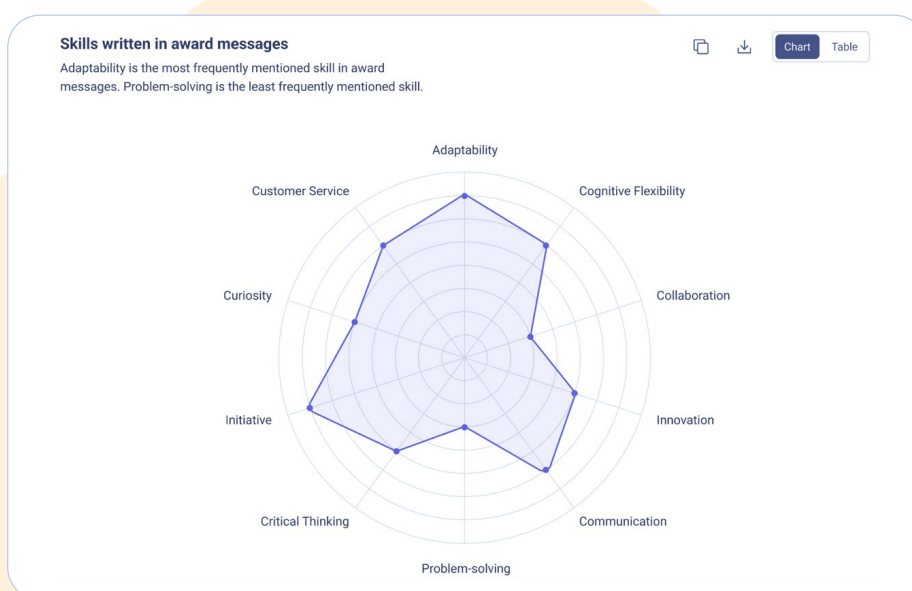 Skills written in award messages
Adaptability is the most frequently mentioned skill in award
messages. Problem-solving is the least frequently mentioned skill.
Chart
Table
Adaptability
Customer Service
Cognitive Flexibility
Curiosity
Collaboration
Initiative
Innovation
Critical Thinking
Communication
Problem-solving